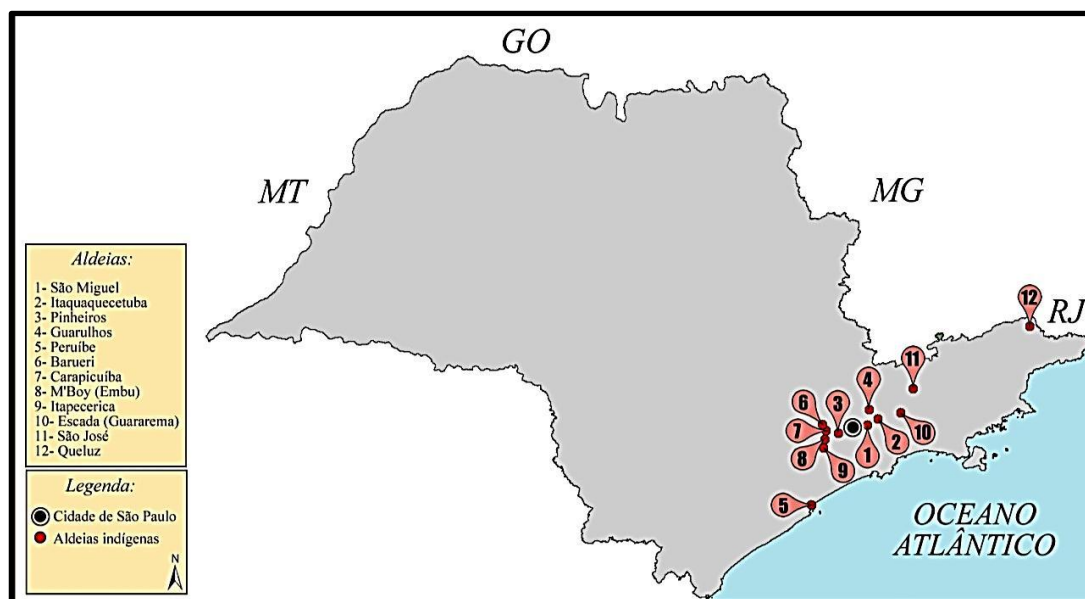 GO
MT
MG
RJ
Aldeias:
1- São Miguel
2- Itaquaquecetuba
3- Pinheiros
4- Guarulhos
5- Peruíbe
6- Barueri
7- Carapicuíba
8- M'Boy (Embu)
9- Itapecerica
10- Escada (Guararema)
11- São José
12- Queluz
Legenda:
Cidade de São Paulo
Aldeias indígenas
N
12
11
4
6
3
7
8
9
1
2
10
5
OCEANO
ATLÂNTICO